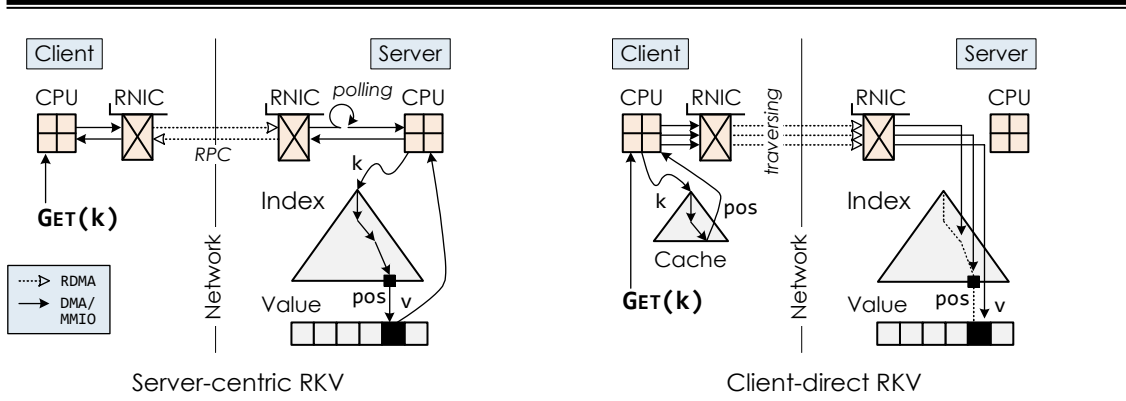 Client
Server
CPU
RNIC
RNIC
polling
CPU
RPC
k
GET(k)
Index
Network
RDMA
DMA/
MMIO
pos
v
Value
Server-centric RKV
Client
Server
CPU
RNIC
traversing
RNIC
CPU
k
pos
Cache
GET(k)
Index
Network
pos
v
Value
Client-direct RKV